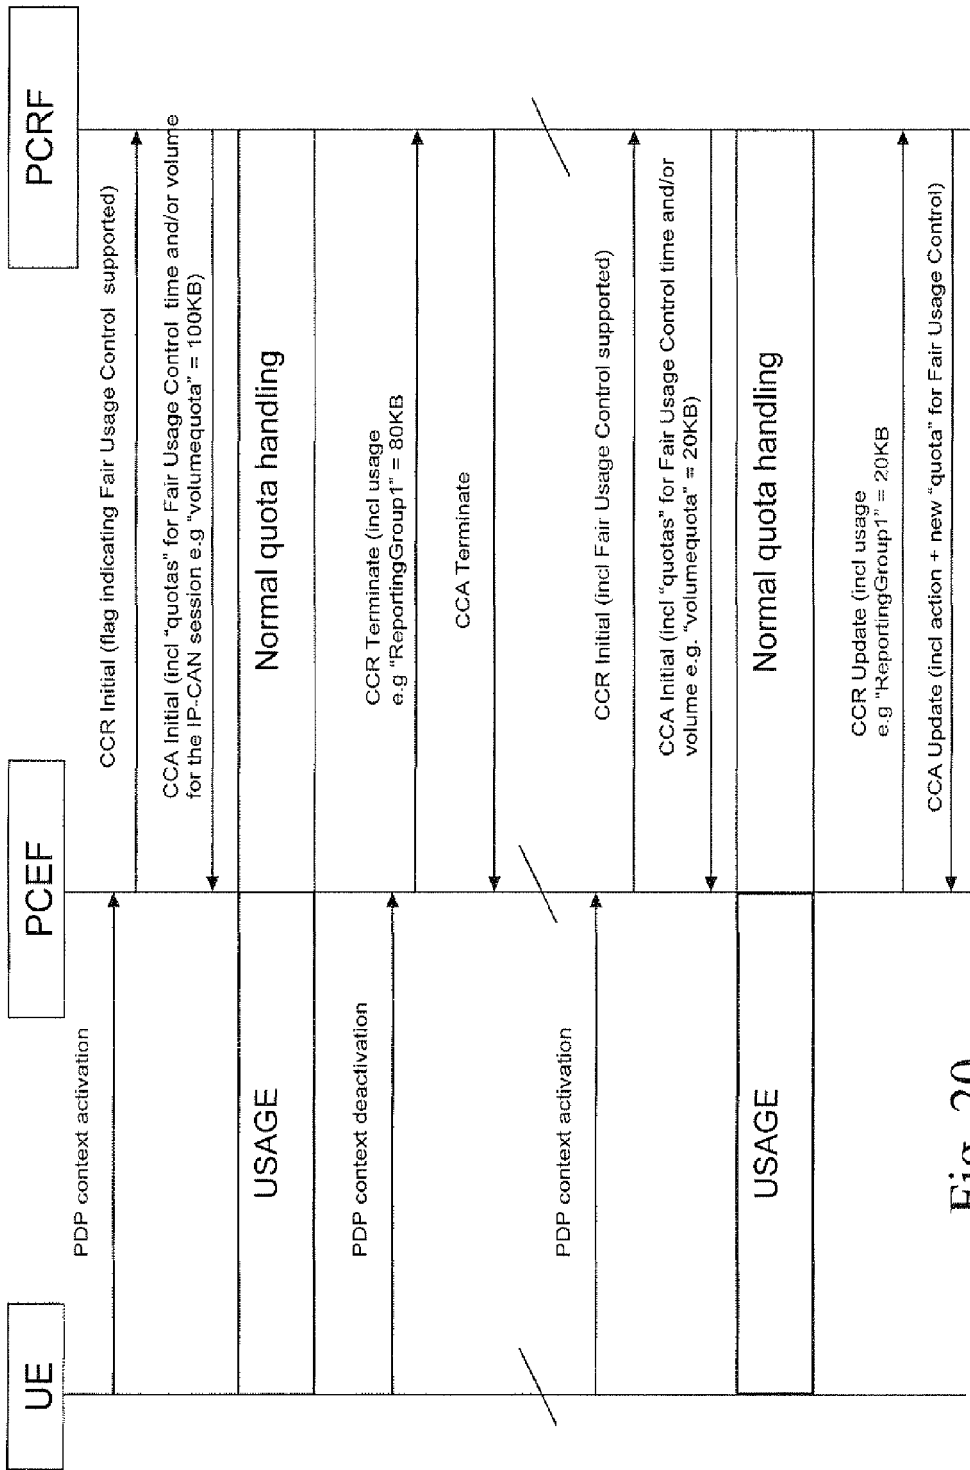 UE
PCEF
PCRF
PDP context activation
CCR Initial (flag indicating Fair Usage Control supported)
CCA Initial (incl "quotas" for Fair Usage Control time and/or volume
for the IP-CAN session e.g "volumequota" = 100KB)
USAGE
Normal quota handling
PDP context deactivation
CCR Terminate (incl usage
e.g "ReportingGroup1" = 80KB
CCA Terminate
PDP context activation
CCR Initial (incl Fair Usage Control supported)
CCA Initial (incl "quotas" for Fair Usage Control time and/or
volume e.g. "volumequota" = 20KB)
USAGE
Normal quota handling
CCR Update (incl usage
e.g "ReportingGroup1" = 20KB
CCA Update (incl action + new "quota" for Fair Usage Control)
Fig. 20